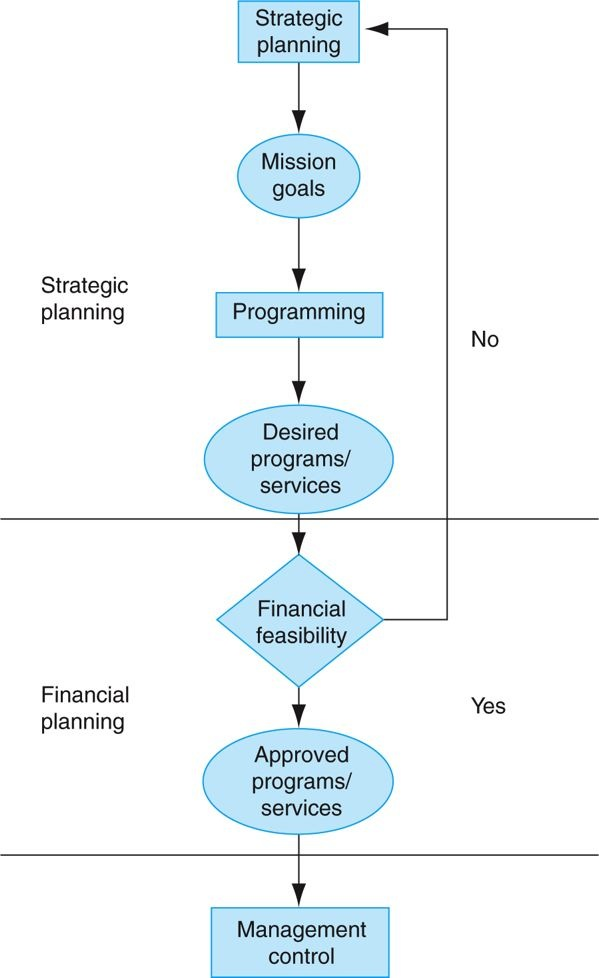 Strategic
planning
Mission
goals
Strategic
planning
Programming
No
Desired
programs/
services
Financial
feasibility
Financial
planning
Yes
Approved
programs/
services
Management
control